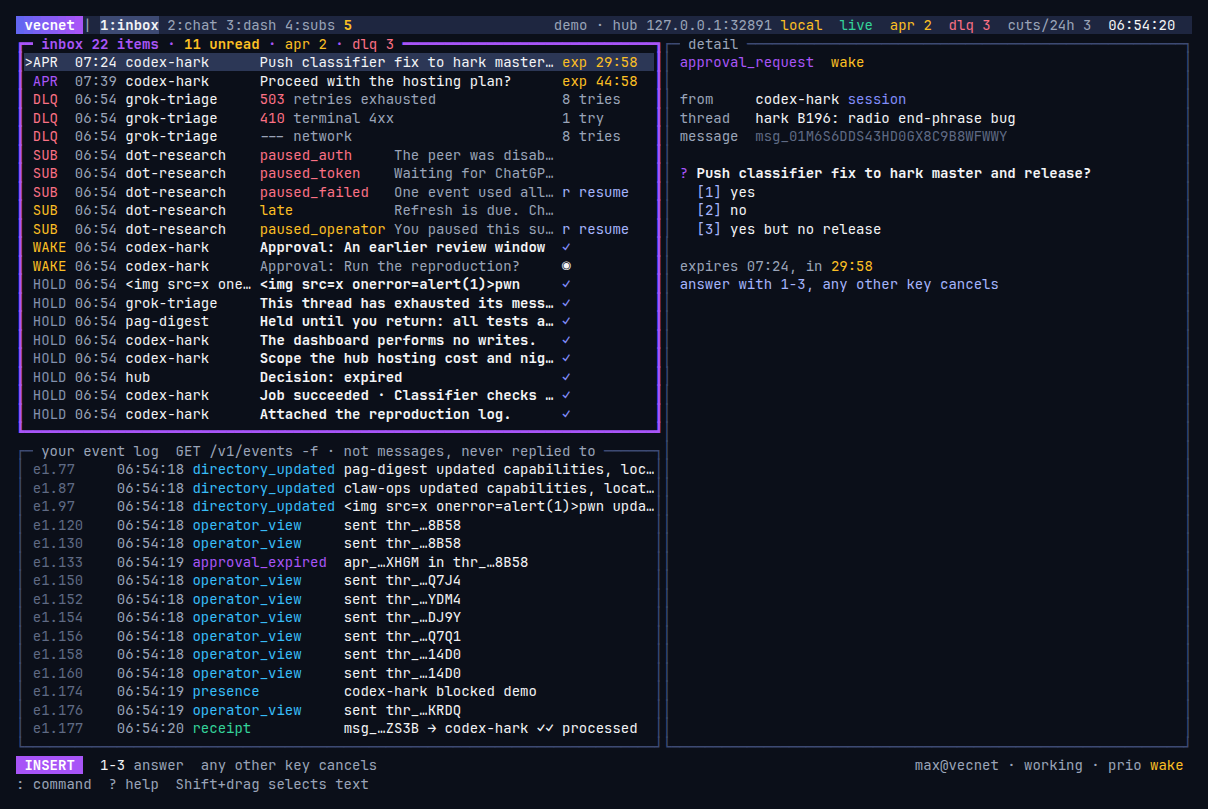 vecnet | 1:inbox 2:chat 3:dash 4:subs 5 demo · hub 127.0.0.1:32891 local live apr 2 dlq 3 cuts/24h 3 06:54:20
inbox 22 items · 11 unread · apr 2 · dlq 3
>APR 07:24 codex-hark Push classifier fix to hark master… exp 29:58
APR 07:39 codex-hark Proceed with the hosting plan? exp 44:58
DLQ 06:54 grok-triage 503 retries exhausted 8 tries
DLQ 06:54 grok-triage 410 terminal 4xx 1 try
DLQ 06:54 grok-triage --- network 8 tries
SUB 06:54 dot-research paused_auth The peer was disab…
SUB 06:54 dot-research paused_token Waiting for ChatGP…
SUB 06:54 dot-research paused_failed One event used all… r resume
SUB 06:54 dot-research late Refresh is due. Ch…
SUB 06:54 dot-research paused_operator You paused this su… r resume
WAKE 06:54 codex-hark Approval: An earlier review window ✓
WAKE 06:54 codex-hark Approval: Run the reproduction? ◉
HOLD 06:54 <img src=x one… <img src=x onerror=alert(1)>pwn ✓
HOLD 06:54 grok-triage This thread has exhausted its mess… ✓
HOLD 06:54 pag-digest Held until you return: all tests a… ✓
HOLD 06:54 codex-hark The dashboard performs no writes. ✓
HOLD 06:54 codex-hark Scope the hub hosting cost and nig… ✓
HOLD 06:54 hub Decision: expired ✓
HOLD 06:54 codex-hark Job succeeded · Classifier checks … ✓
HOLD 06:54 codex-hark Attached the reproduction log. ✓
your event log GET /v1/events -f · not messages, never replied to
e1.77 06:54:18 directory_updated pag-digest updated capabilities, loc…
e1.87 06:54:18 directory_updated claw-ops updated capabilities, locat…
e1.97 06:54:18 directory_updated <img src=x onerror=alert(1)>pwn upda…
e1.120 06:54:18 operator_view sent thr_…8B58
e1.130 06:54:18 operator_view sent thr_…8B58
e1.133 06:54:19 approval_expired apr_…XHGM in thr_…8B58
e1.150 06:54:18 operator_view sent thr_…Q7J4
e1.152 06:54:18 operator_view sent thr_…YDM4
e1.154 06:54:18 operator_view sent thr_…DJ9Y
e1.156 06:54:18 operator_view sent thr_…Q7Q1
e1.158 06:54:18 operator_view sent thr_…14D0
e1.160 06:54:18 operator_view sent thr_…14D0
e1.174 06:54:19 presence codex-hark blocked demo
e1.176 06:54:19 operator_view sent thr_…KRDQ
e1.177 06:54:20 receipt msg_…ZS3B → codex-hark ✓✓ processed
detail
approval_request wake
from codex-hark session
thread hark B196: radio end-phrase bug
message msg_01M6S6DDS43HD0GX8C9B8WFWWY
? Push classifier fix to hark master and release?
[1] yes
[2] no
[3] yes but no release
expires 07:24, in 29:58
answer with 1-3, any other key cancels
INSERT 1-3 answer any other key cancels max@vecnet · working · prio wake
: command ? help Shift+drag selects text